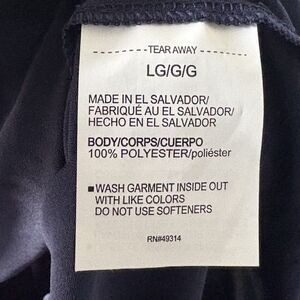 TEAR AWAY
LG/G/G
MADE IN EL SALVADOR/
FABRIQUÉ AU EL SALVADOR/
HECHO EN EL SALVADOR
BODY/CORPS/CUERPO
100% POLYESTER/poliéster
■WASH GARMENT INSIDE OUT
WITH LIKE COLORS
DO NOT USE SOFTENERS
RN#49314